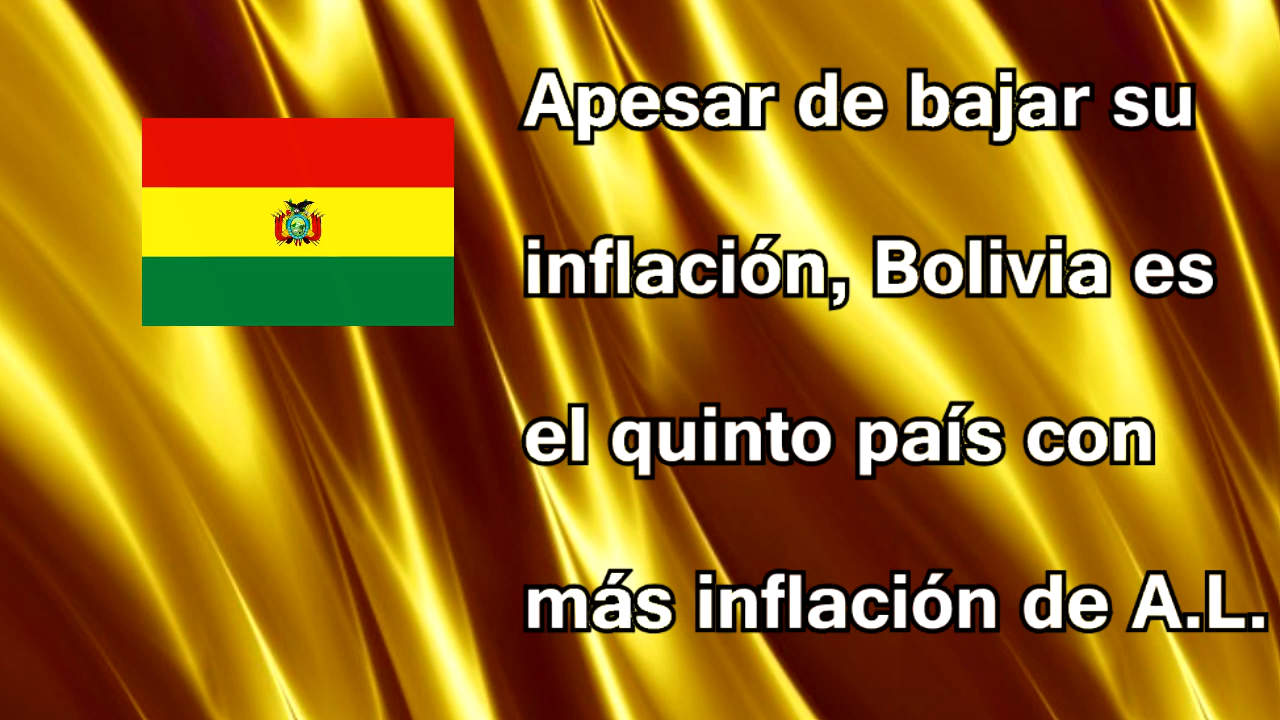 Apesar de bajar su
inflación, Bolivia es
el quinto país con
más inflación de A.L.